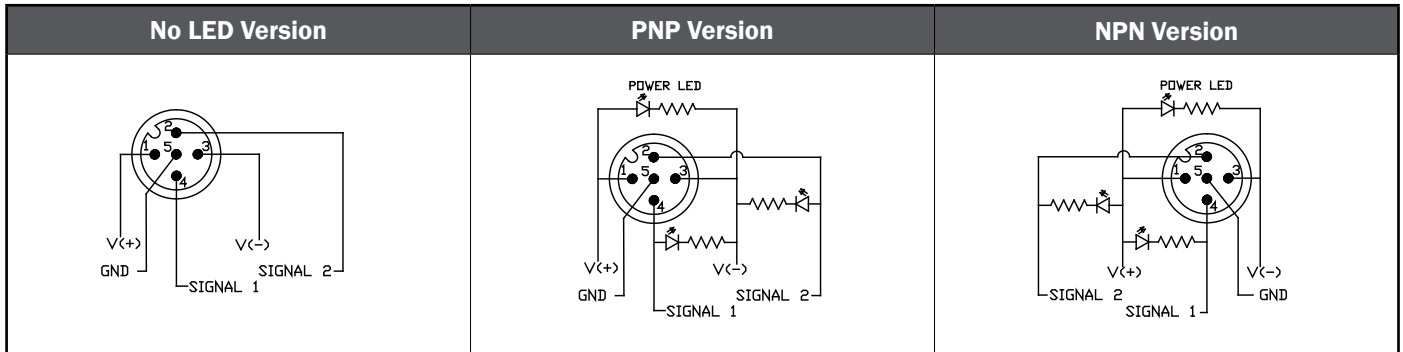 No LED Version
2
1 5 3
4
V(+) V(-)
GND SIGNAL 2
SIGNAL 1
PNP Version
POWER LED
2
1 5 3
4
V(+) V(-)
GND SIGNAL 2
SIGNAL 1
NPN Version
POWER LED
2
1 5 3
4
V(+) V(-)
SIGNAL 2 GND
SIGNAL 1